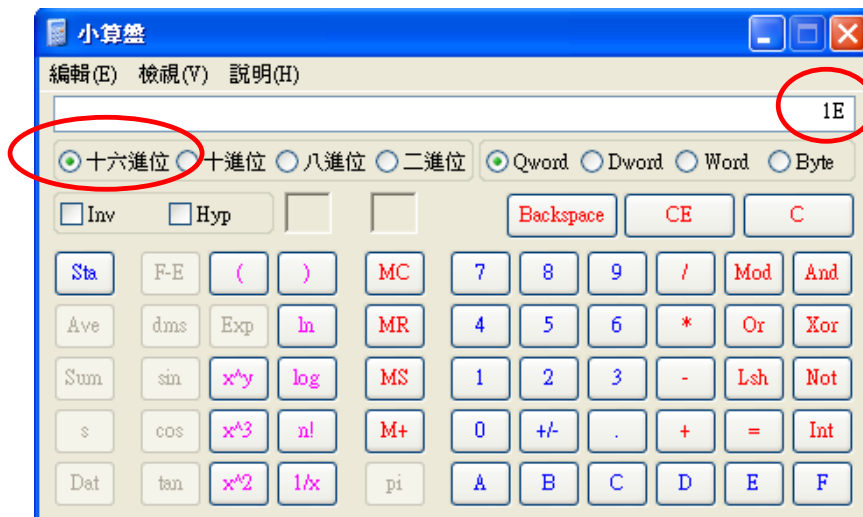 小算盤
編輯(E) 檢視(V) 說明(H)
1E
十六進位 十進位 八進位 二進位 Qword Dword Word Byte
Inv Hyp Backspace CE C
Sta F-E ( ) MC 7 8 9 / Mod And
Ave dms Exp ln MR 4 5 6 * Or Xor
Sum sin x^y log MS 1 2 3 - Lsh Not
s cos x^3 n! M+ 0 +/- . + = Int
Dat tan x^2 1/x pi A B C D E F